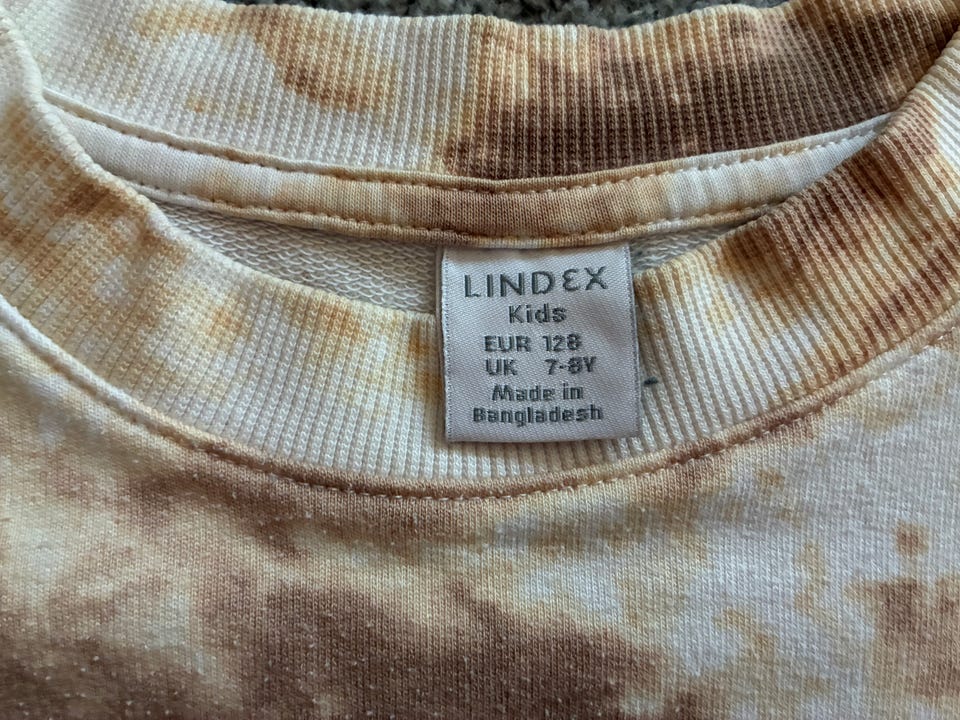 LINDEX
Kids
EUR 128
UK 7-8Y
Made in
Bangladesh